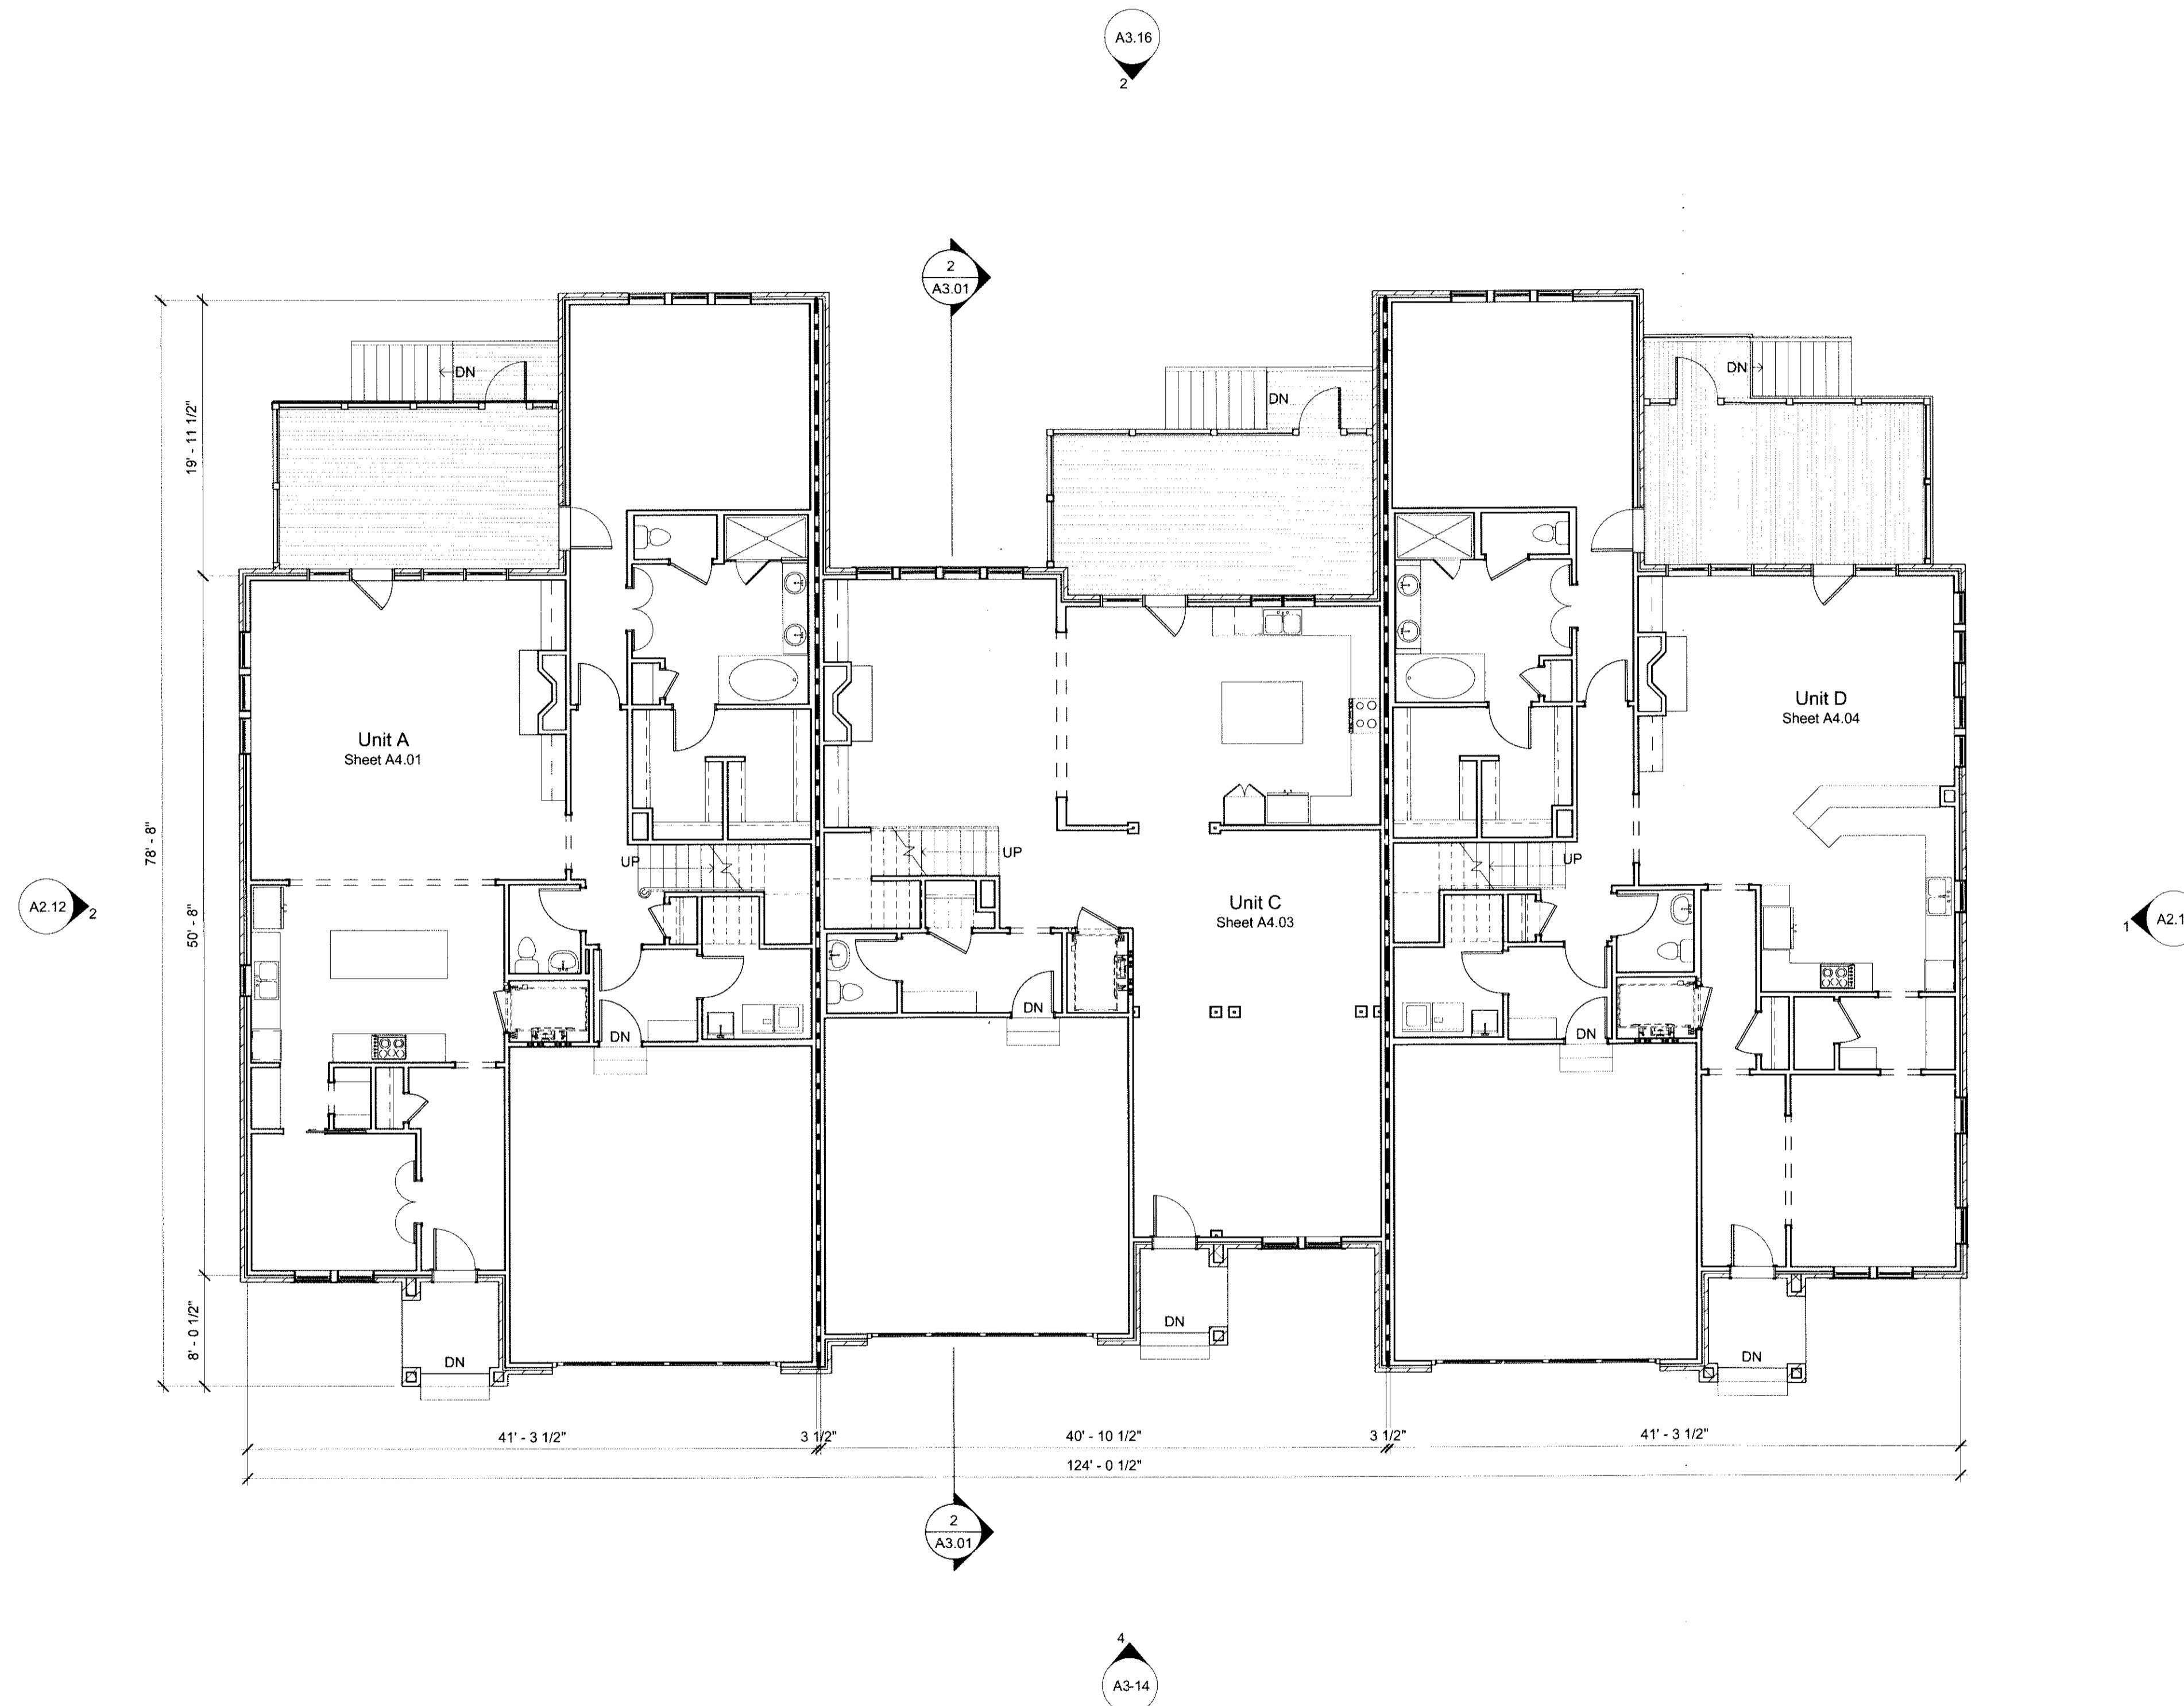 A3.16
2
2
A3.01
DN
DN
DN
19' - 11 1/2"
Unit A
Sheet A4.01
Unit D
Sheet A4.04
78' - 8"
UP
UP
UP
50' - 8"
A2.12
2
Unit C
Sheet A4.03
1
A2.1
DN
DN
DN
8' - 0 1/2"
DN
DN
DN
41' - 3 1/2"
3 1/2"
40' - 10 1/2"
3 1/2"
41' - 3 1/2"
124' - 0 1/2"
2
A3.01
4
A3-14